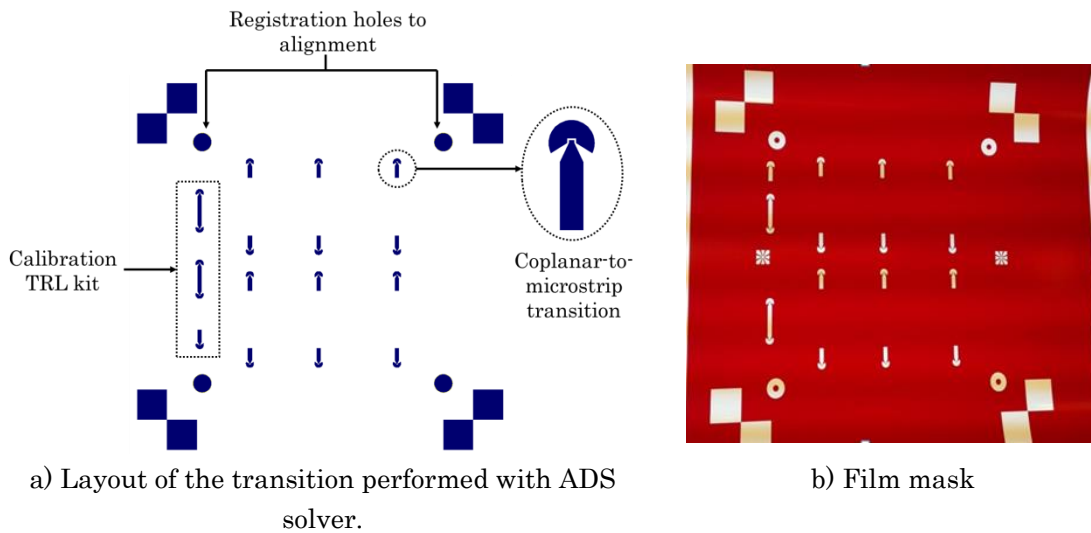 Registration holes to
alignment
Calibration
TRL kit
Coplanar-to-
microstrip
transition
a) Layout of the transition performed with ADS
solver.
b) Film mask